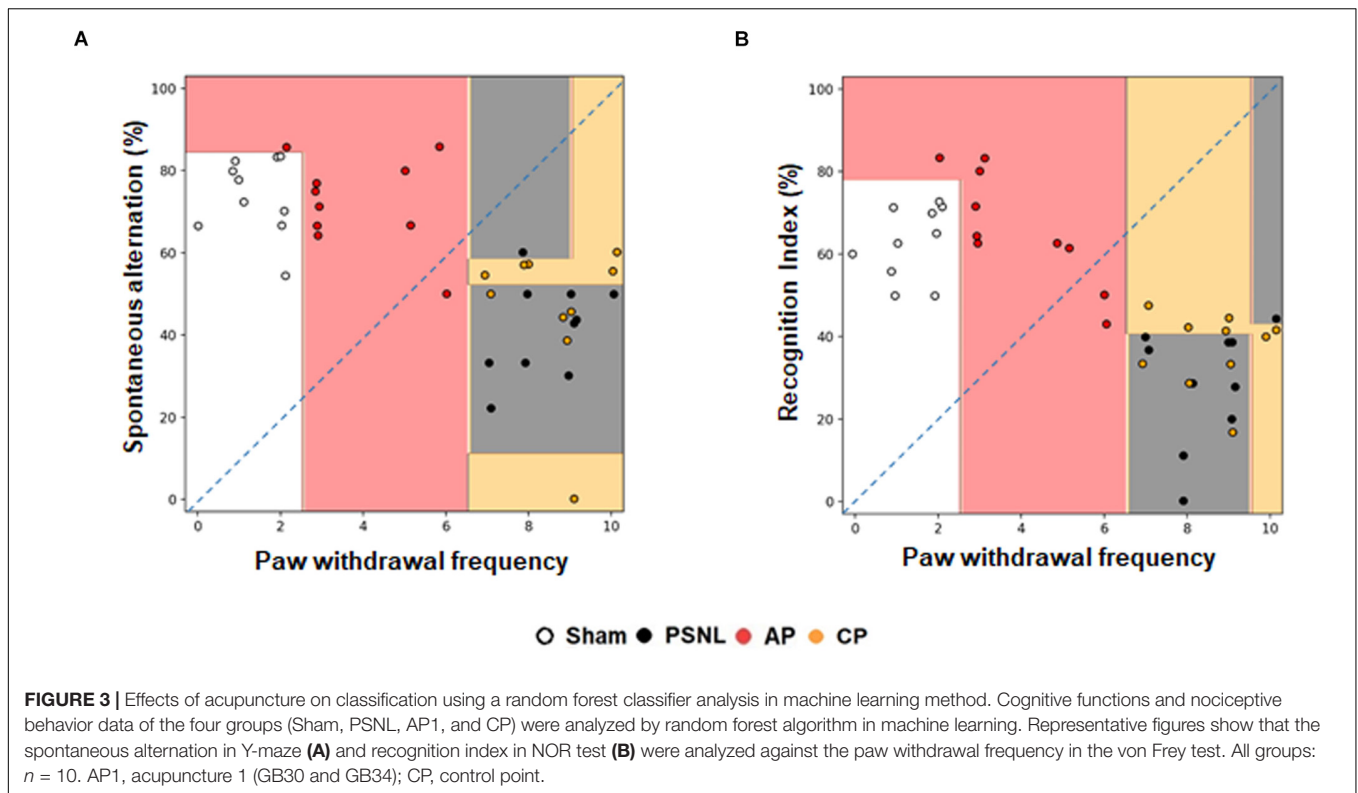 A
B
Spontaneous alternation (%)
100
80
60
40
20
0
0 2 4 6 8 10
Paw withdrawal frequency
Recognition Index (%)
100
80
60
40
20
0
0 2 4 6 8 10
Paw withdrawal frequency
Sham PSNL AP CP
FIGURE 3 | Effects of acupuncture on classification using a random forest classifier analysis in machine learning method. Cognitive functions and nociceptive
behavior data of the four groups (Sham, PSNL, AP1, and CP) were analyzed by random forest algorithm in machine learning. Representative figures show that the
spontaneous alternation in Y-maze (A) and recognition index in NOR test (B) were analyzed against the paw withdrawal frequency in the von Frey test. All groups:
n = 10. AP1, acupuncture 1 (GB30 and GB34); CP, control point.